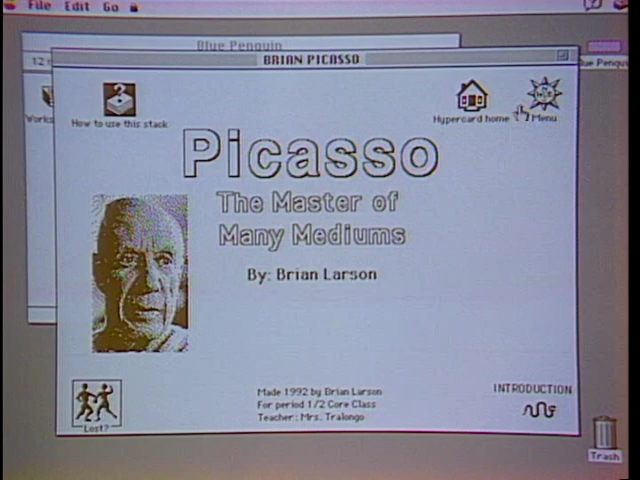 File Edit Go
Blue Penguin
BRIAN PICASSO
12
How to use this stack
Hypercard home
Menu
Works
Picasso
The Master of
Many Mediums
By: Brian Larson
Lost?
Made 1992 by Brian Larson
For period 1/2 Core Class
Teacher: Mrs. Tralongo
INTRODUCTION
Trash